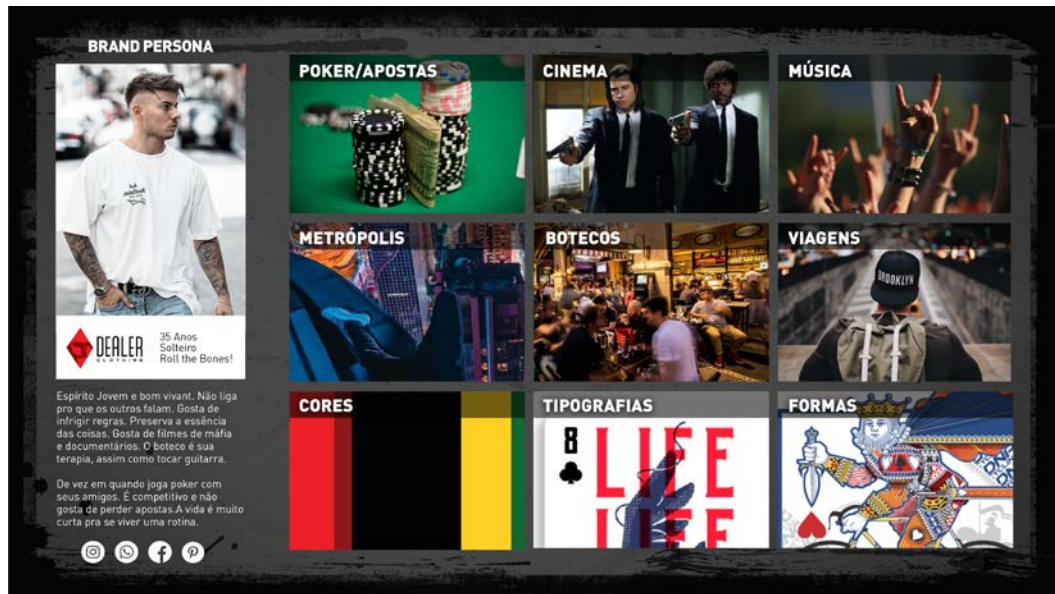 BRAND PERSONA
DEALER
CLOTHING
35 Anos
Solteiro
Roll the Bones!
Espírito Jovem e bom vivant. Não liga
pro que os outros falam. Gosta de
infrigir regras. Preserva a essência
das coisas. Gosta de filmes de máfia
e documentários. O boteco é sua
terapia, assim como tocar guitarra.
De vez em quando joga poker com
seus amigos. É competitivo e não
gosta de perder apostas.A vida é muito
curta pra se viver uma rotina.
POKER/APOSTAS
CINEMA
MÚSICA
METRÓPOLIS
BOTECOS
VIAGENS
BROOKLYN
CORES
TIPOGRAFIAS
8
LIFE
LIFE
FORMAS